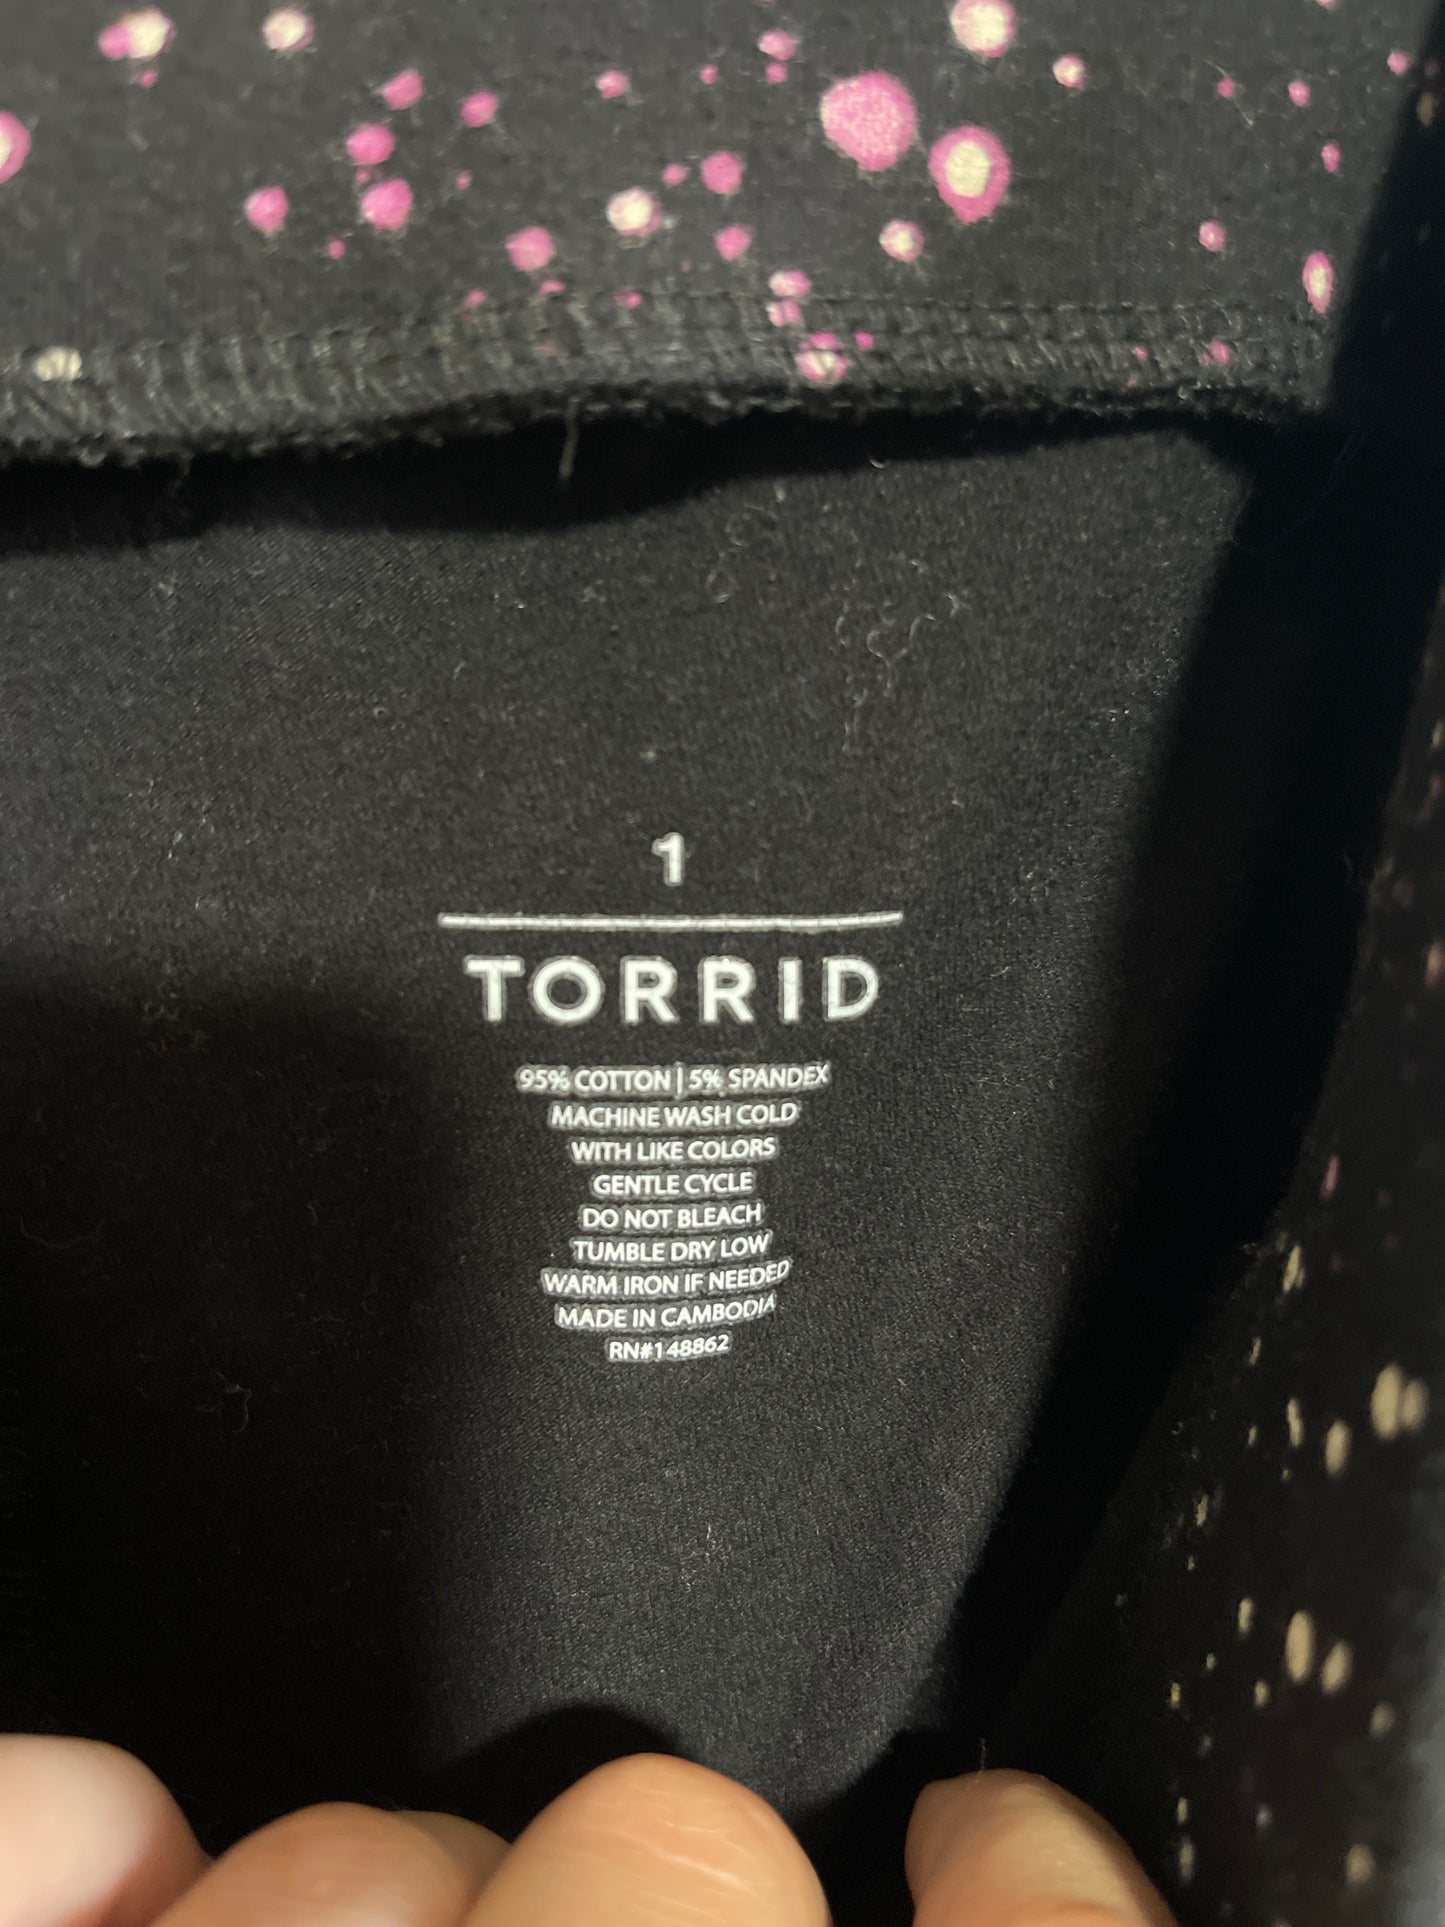 1
TORRID
95% COTTON | 5% SPANDEX
MACHINE WASH COLD
WITH LIKE COLORS
GENTLE CYCLE
DO NOT BLEACH
TUMBLE DRY LOW
WARM IRON IF NEEDED
MADE IN CAMBODIA
RN#148862